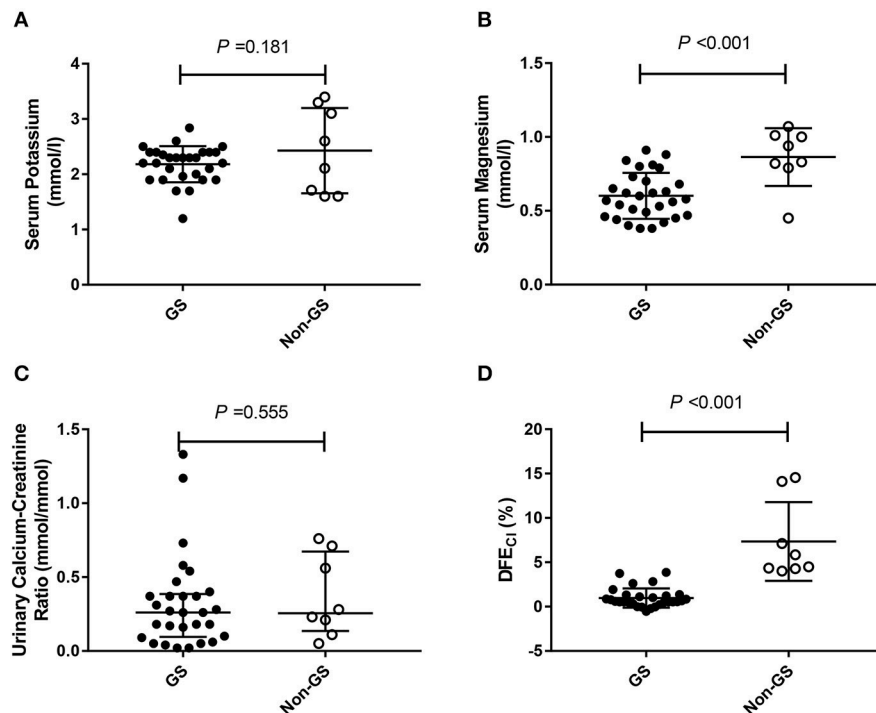 A
P =0.181
Serum Potassium
(mmol/l)
4
3
2
1
0
GS
Non-GS
B
P <0.001
Serum Magnesium
(mmol/l)
1.5
1.0
0.5
0.0
GS
Non-GS
C
P =0.555
Urinary Calcium-Creatinine
Ratio (mmol/mmol)
1.5
1.0
0.5
0.0
GS
Non-GS
D
P <0.001
DFECl (%)
20
15
10
5
0
-5
GS
Non-GS